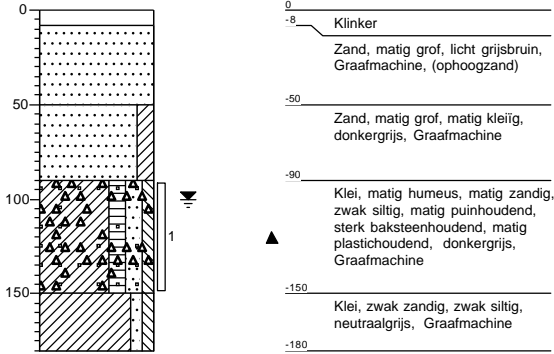 0
50
100
150
1
0
-8
Klinker
Zand, matig grof, licht grijsbruin,
Graafmachine, (ophoogzand)
-50
Zand, matig grof, matig kleiïg,
donkergrijs, Graafmachine
-90
Klei, matig humeus, matig zandig,
zwak siltig, matig puinhoudend,
sterk baksteenhoudend, matig
plastichoudend, donkergrijs,
Graafmachine
-150
Klei, zwak zandig, zwak siltig,
neutraalgrijs, Graafmachine
-180